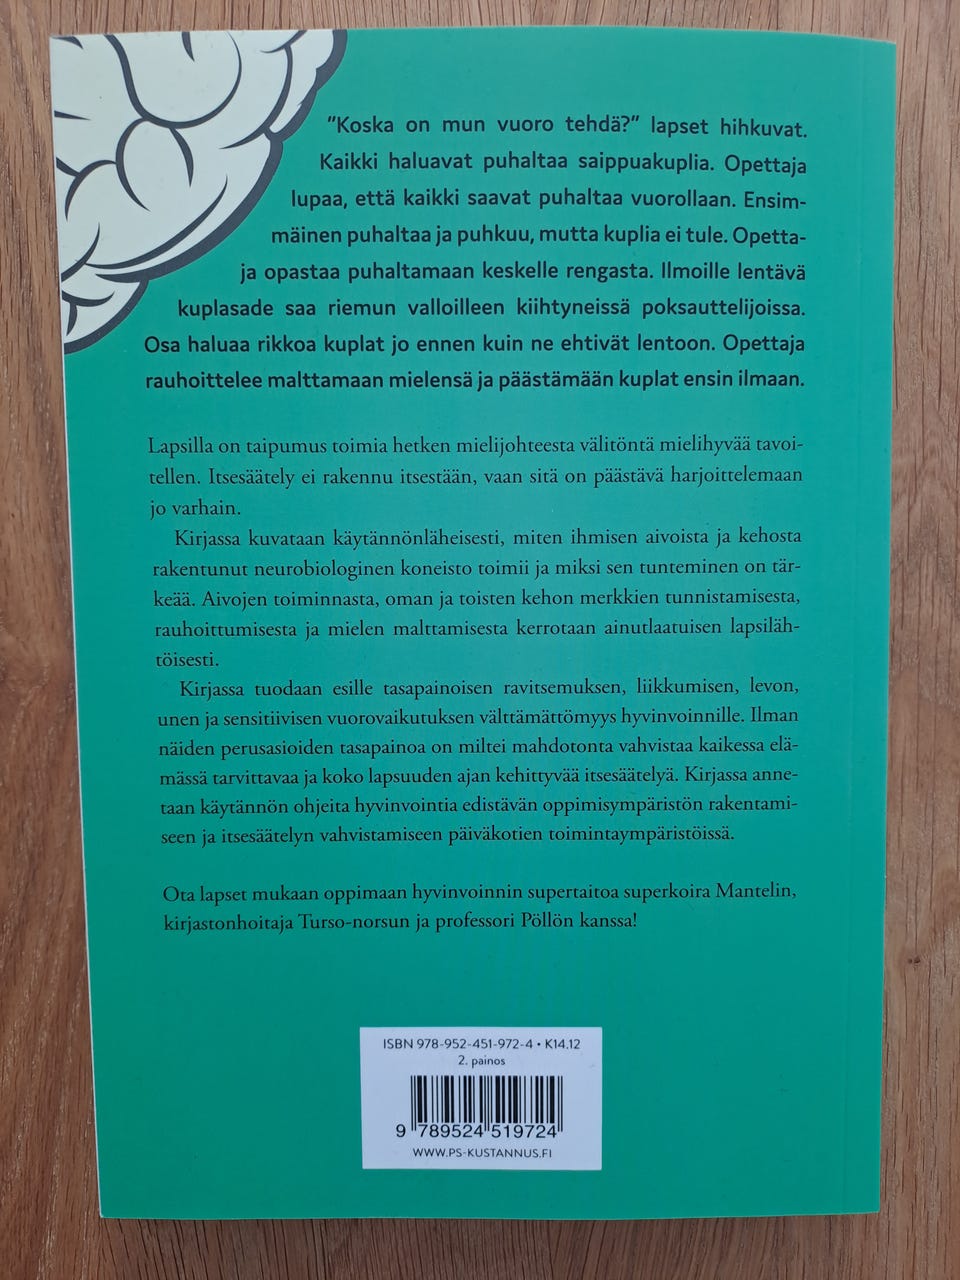 ”Koska on mun vuoro tehdä?” lapset hihkuvat.
Kaikki haluavat puhaltaa saippuakuplia. Opettaja
lupaa, että kaikki saavat puhaltaa vuorollaan. Ensim-
mäinen puhaltaa ja puhkuu, mutta kuplia ei tule. Opetta-
ja opastaa puhaltamaan keskelle rengasta. Ilmoille lentävä
kuplasade saa riemun valloilleen kiihtyneissä poksauttelijoissa.
Osa haluaa rikkoa kuplat jo ennen kuin ne ehtivät lentoon. Opettaja
rauhoittelee malttamaan mielensä ja päästämään kuplat ensin ilmaan.
Lapsilla on taipumus toimia hetken mielijohteesta välitöntä mielihyvää tavoi-
tellen. Itsesäätely ei rakennu itsestään, vaan sitä on päästävä harjoittelemaan
jo varhain.
Kirjassa kuvataan käytännönläheisesti, miten ihmisen aivoista ja kehosta
rakentunut neurobiologinen koneisto toimii ja miksi sen tunteminen on tär-
keää. Aivojen toiminnasta, oman ja toisten kehon merkkien tunnistamisesta,
rauhoittumisesta ja mielen malttamisesta kerrotaan ainutlaatuisen lapsiläh-
töisesti.
Kirjassa tuodaan esille tasapainoisen ravitsemuksen, liikkumisen, levon,
unen ja sensitiivisen vuorovaikutuksen välttämättömyys hyvinvoinnille. Ilman
näiden perusasioiden tasapainoa on miltei mahdotonta vahvistaa kaikessa elä-
mässä tarvittavaa ja koko lapsuuden ajan kehittyvää itsesäätelyä. Kirjassa anne-
taan käytännön ohjeita hyvinvointia edistävän oppimisympäristön rakentami-
seen ja itsesäätelyn vahvistamiseen päiväkotien toimintaympäristöissä.
Ota lapset mukaan oppimaan hyvinvoinnin supertaitoa superkoira Mantelin,
kirjastonhoitaja Turso-norsun ja professori Pöllön kanssa!
ISBN 978-952-451-972-4 • K14.12
2. painos
9 789524 519724
WWW.PS-KUSTANNUS.FI